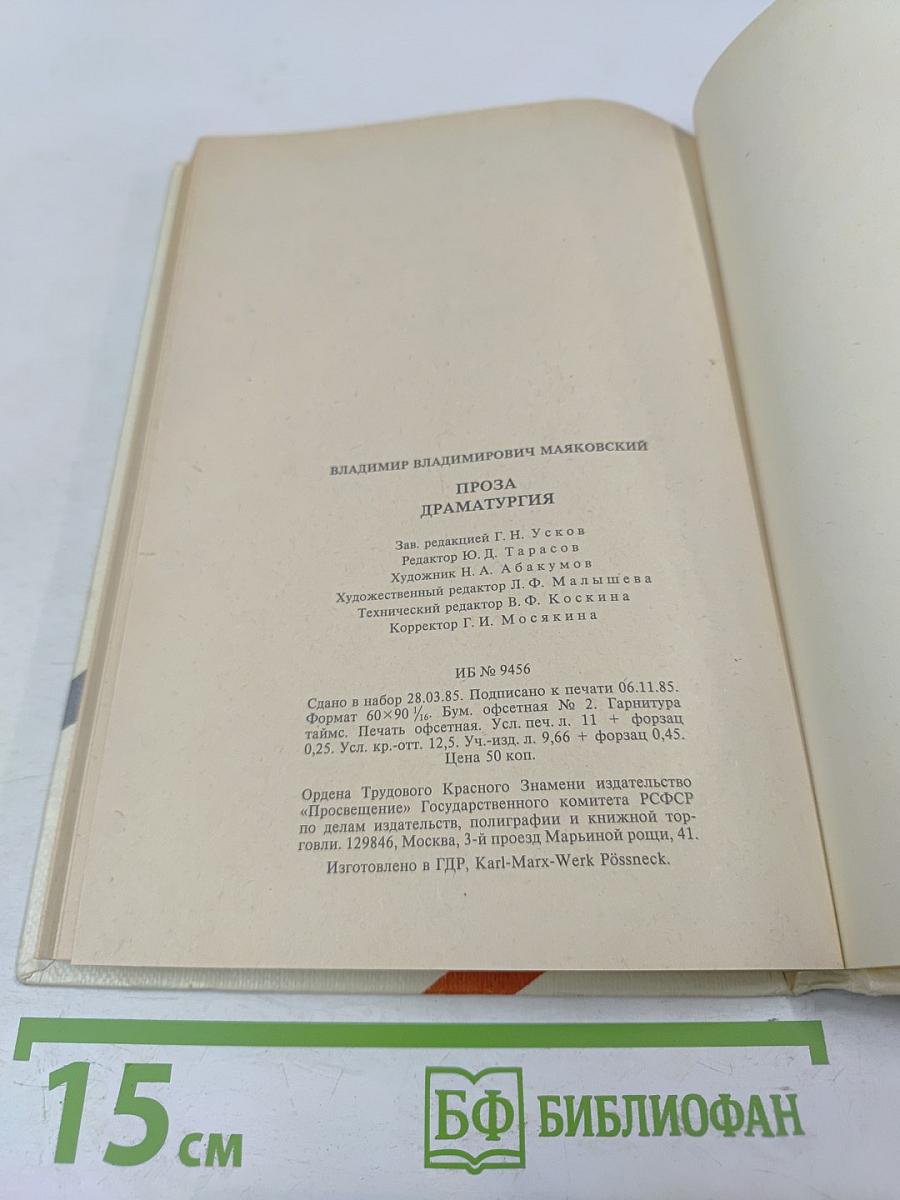 ВЛАДИМИР ВЛАДИМИРОВИЧ МАЯКОВСКИЙ
ПРОЗА
ДРАМАТУРГИЯ
Зав. редакцией Г. Н. Усков
Редактор Ю. Д. Тарасов
Художник Н. А. Абакумов
Художественный редактор Л. Ф. Малышева
Технический редактор В. Ф. Коскина
Корректор Г. И. Мосякина
ИБ № 9456
Сдано в набор 28.03.85. Подписано к печати 06.11.85.
Формат 60×90 1/16. Бум. офсетная № 2. Гарнитура
таймс. Печать офсетная. Усл. печ. л. 11 + форзац
0,25. Усл. кр.-отт. 12,5. Уч.-изд. л. 9,66 + форзац 0,45.
Цена 50 коп.
Ордена Трудового Красного Знамени издательство
«Просвещение» Государственного комитета РСФСР
по делам издательств, полиграфии и книжной тор-
говли. 129846, Москва, 3-й проезд Марьиной рощи, 41.
Изготовлено в ГДР, Karl-Marx-Werk Pössneck.
15 см
БФ БИБЛИОФАН